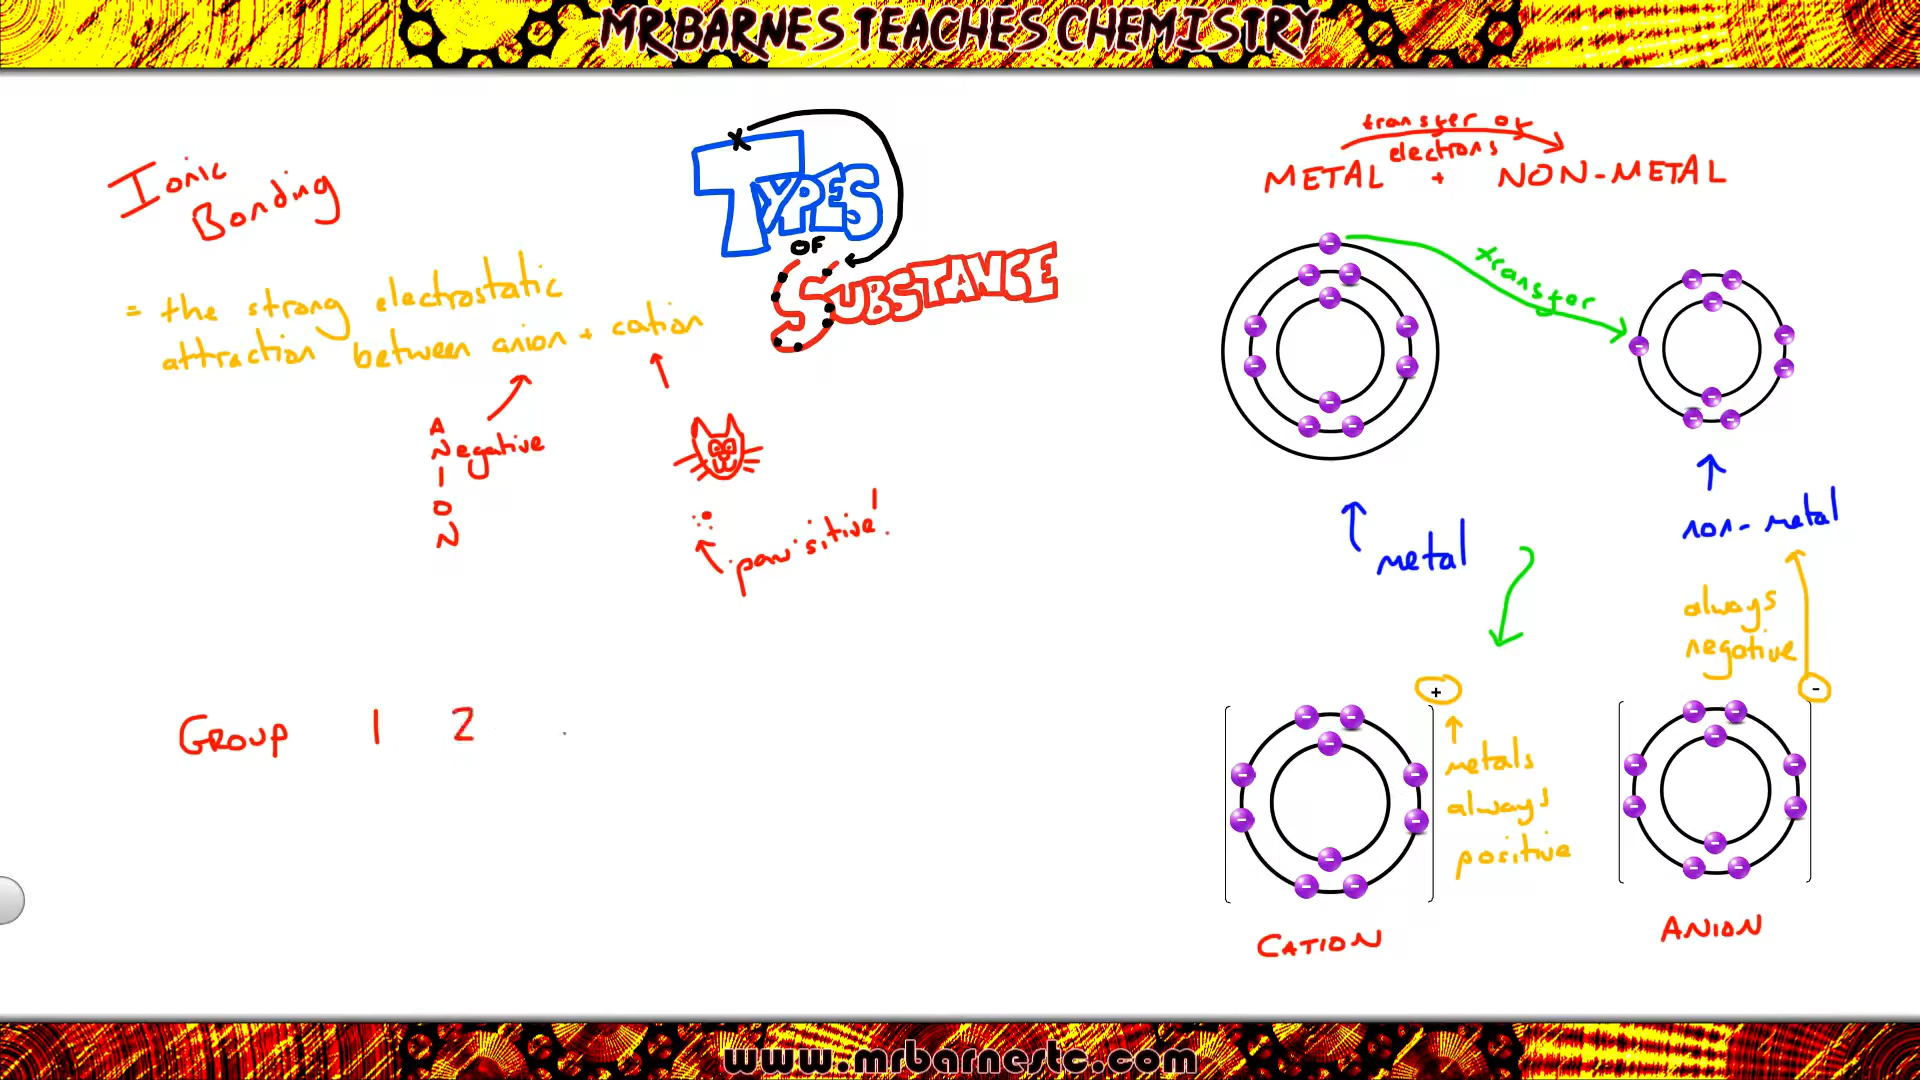 MRBARNES TEACHES CHEMISTRY
Ionic
Bonding
= the strong electrostatic
attraction between anion + cation
A
Negative
I
O
N
paw'sitive!
TYPES
OF
SUBSTANCE
transfer of
electrons
METAL + NON-METAL
transfer
metal
non-metal
always
negative
+
-
metals
always
positive
CATION
ANION
GROUP 1 2
www.mrbarnestc.com